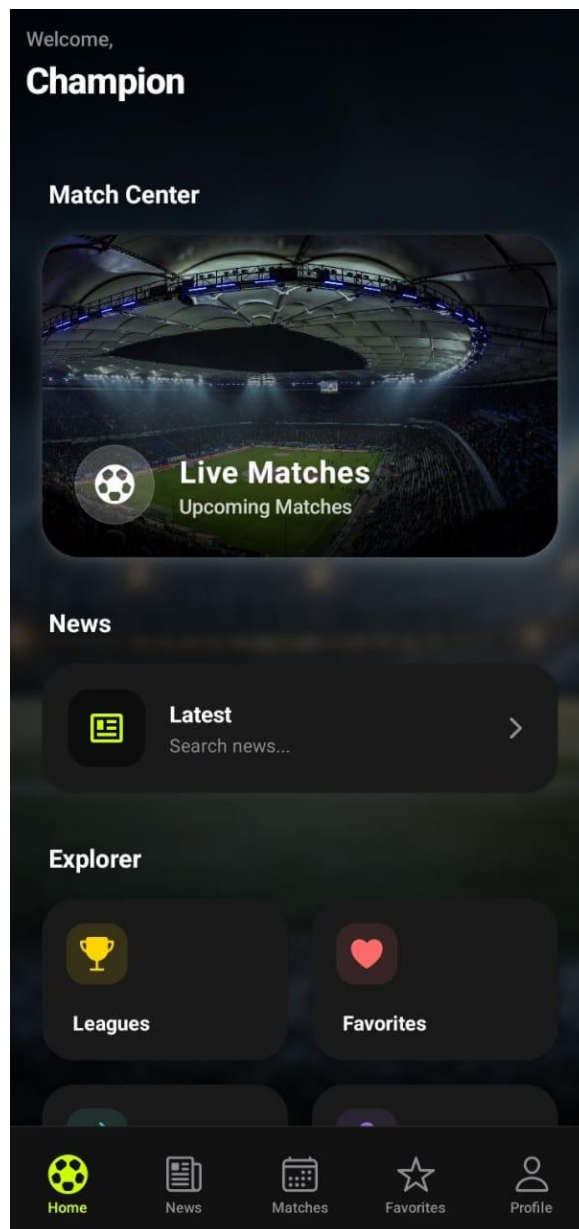 Welcome,
Champion
Match Center
Live Matches
Upcoming Matches
News
Latest
Search news...
Explorer
Leagues
Favorites
Home
News
Matches
Favorites
Profile